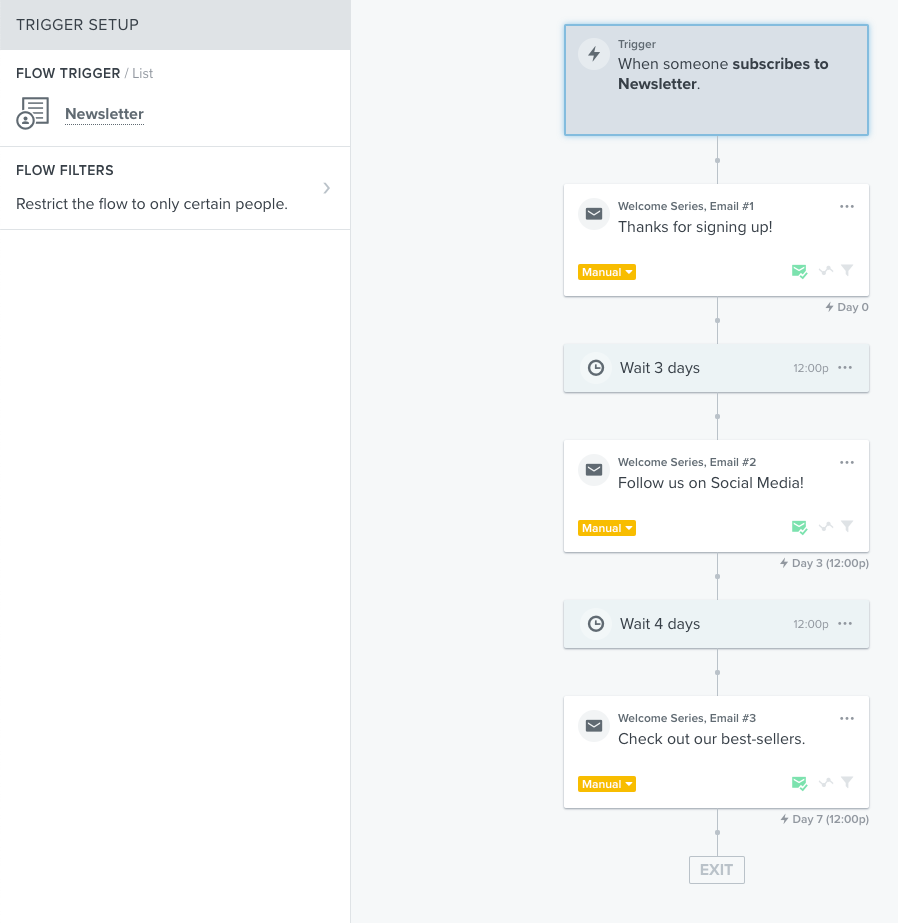 TRIGGER SETUP
FLOW TRIGGER / List
Newsletter
FLOW FILTERS
Restrict the flow to only certain people.
Trigger
When someone subscribes to
Newsletter.
Welcome Series, Email #1
Thanks for signing up!
Manual
Day 0
Wait 3 days
12:00p
Welcome Series, Email #2
Follow us on Social Media!
Manual
Day 3 (12:00p)
Wait 4 days
12:00p
Welcome Series, Email #3
Check out our best-sellers.
Manual
Day 7 (12:00p)
EXIT